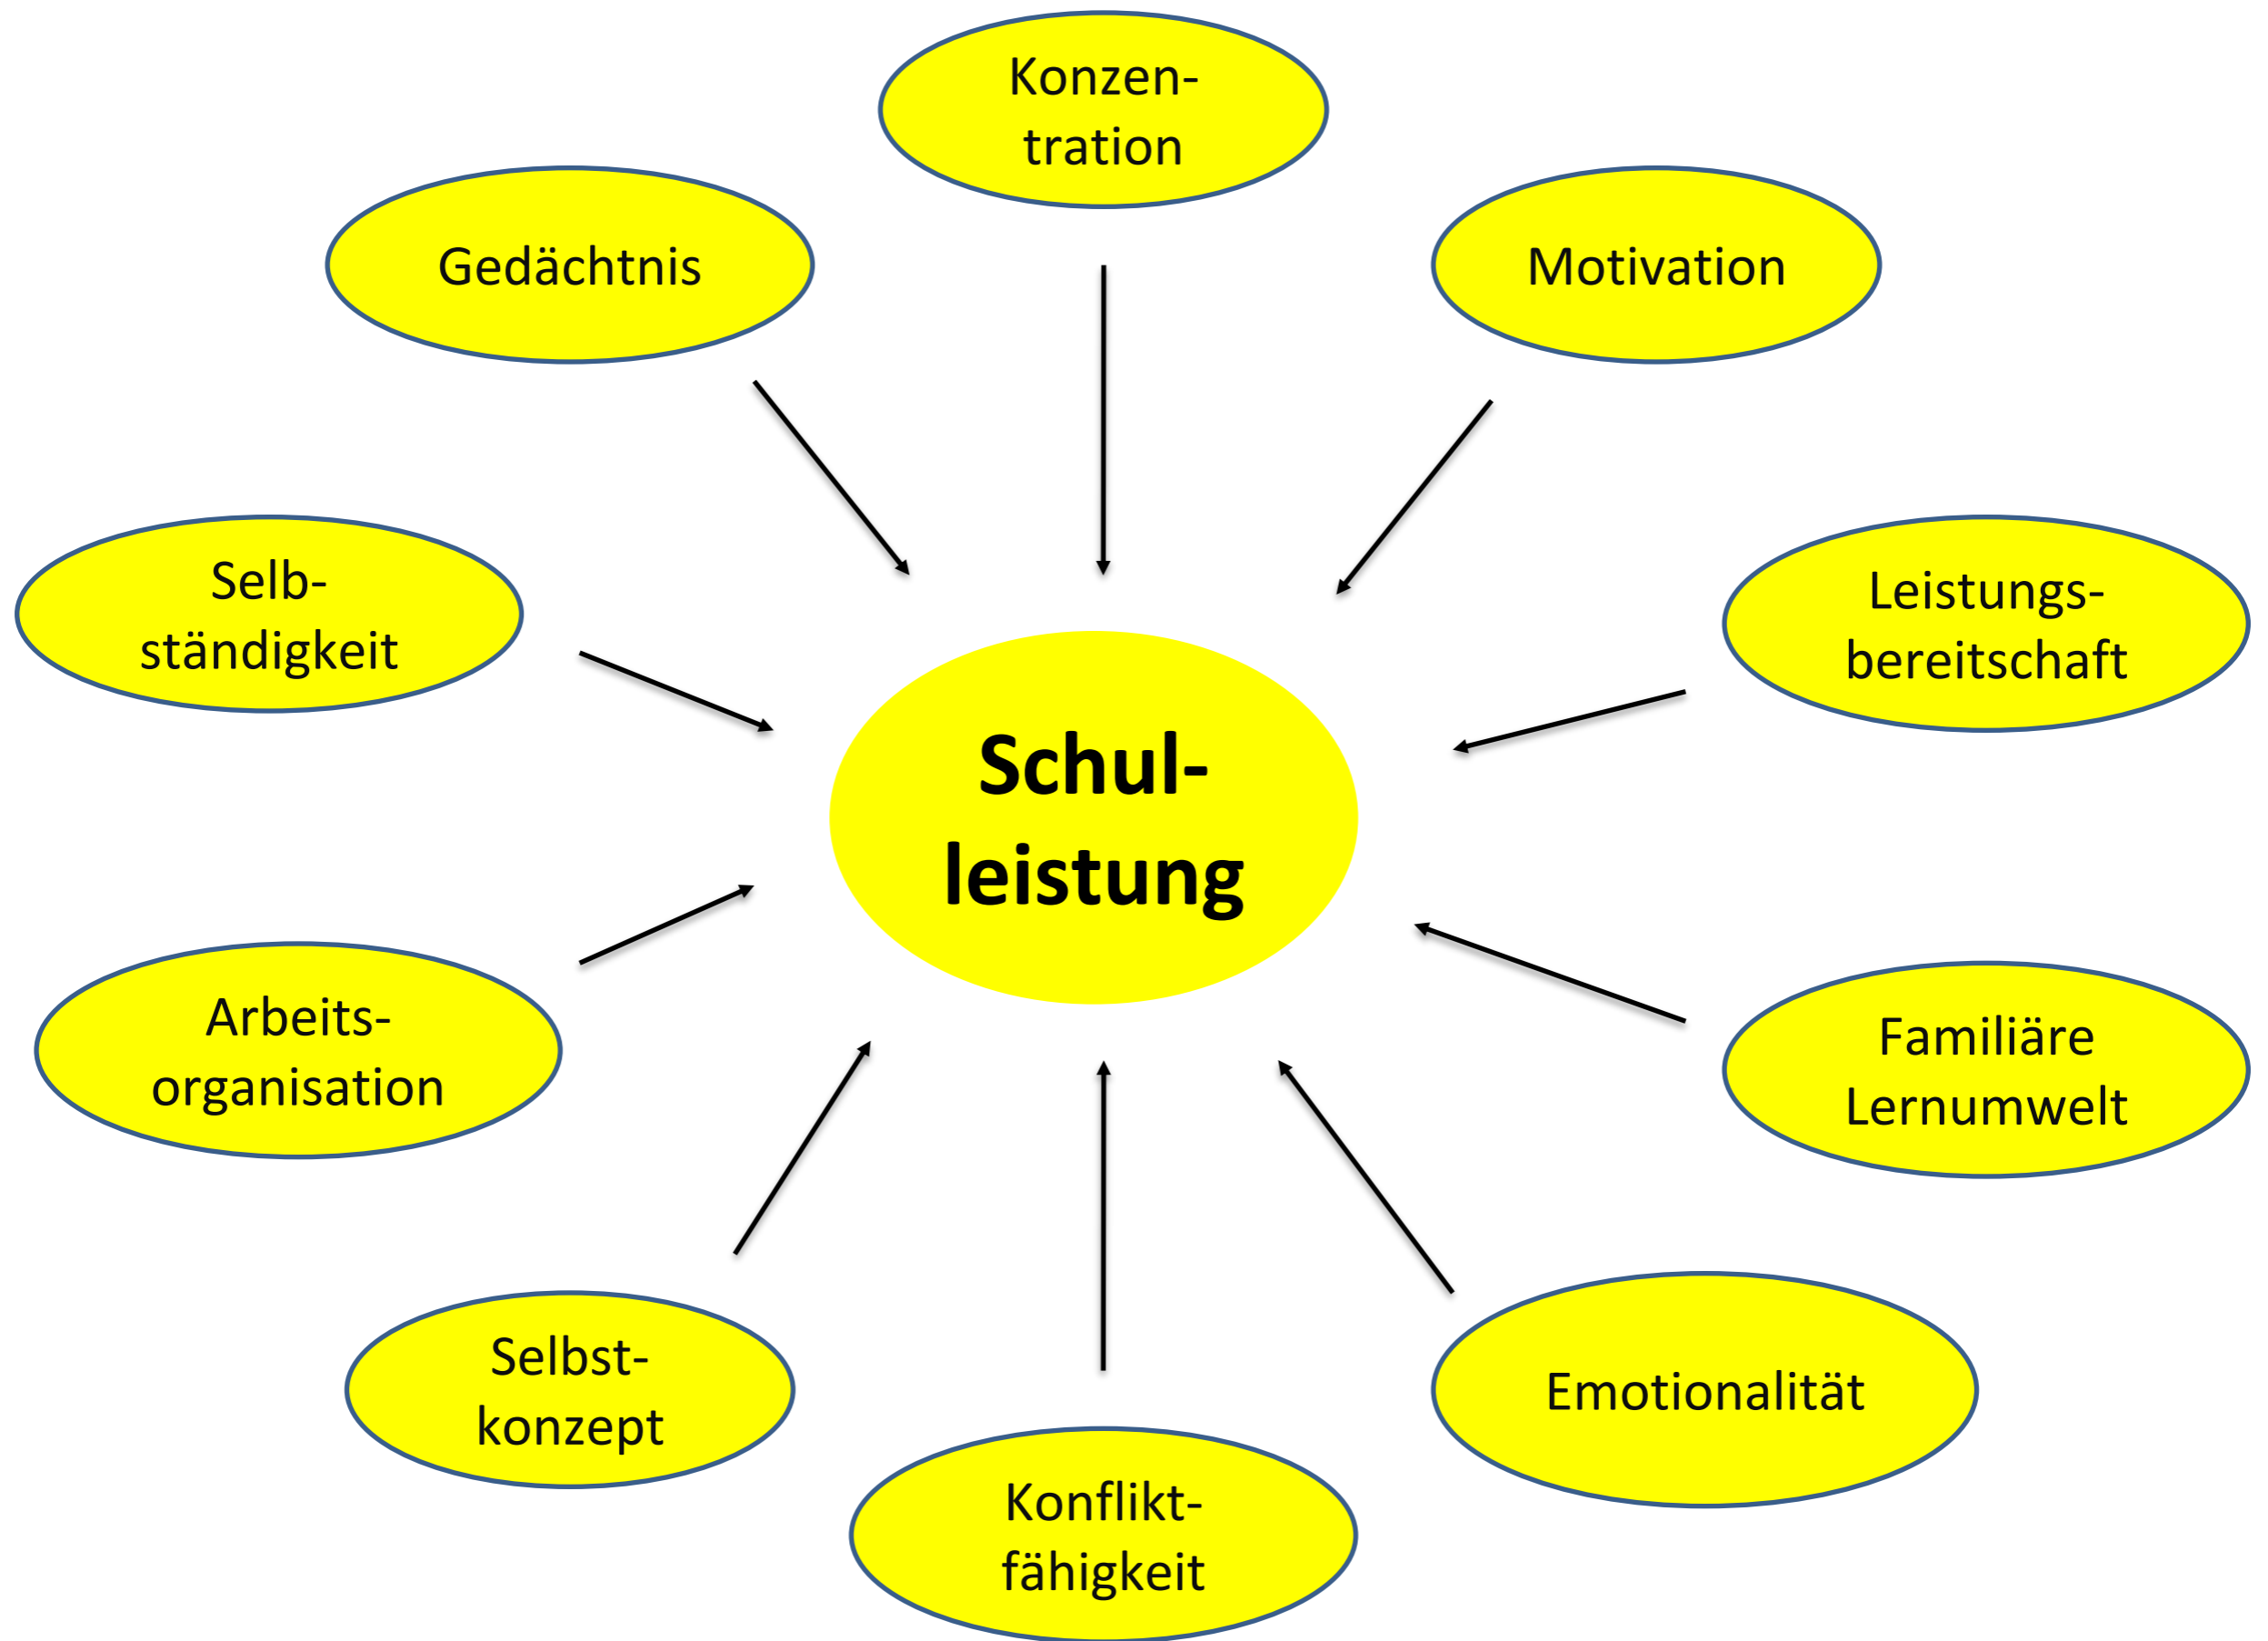 Konzen-
tration
Gedächtnis
Motivation
Selb-
ständigkeit
Leistungs-
bereitschaft
Schul-
leistung
Arbeits-
organisation
Familiäre
Lernumwelt
Selbst-
konzept
Emotionalität
Konflikt-
fähigkeit